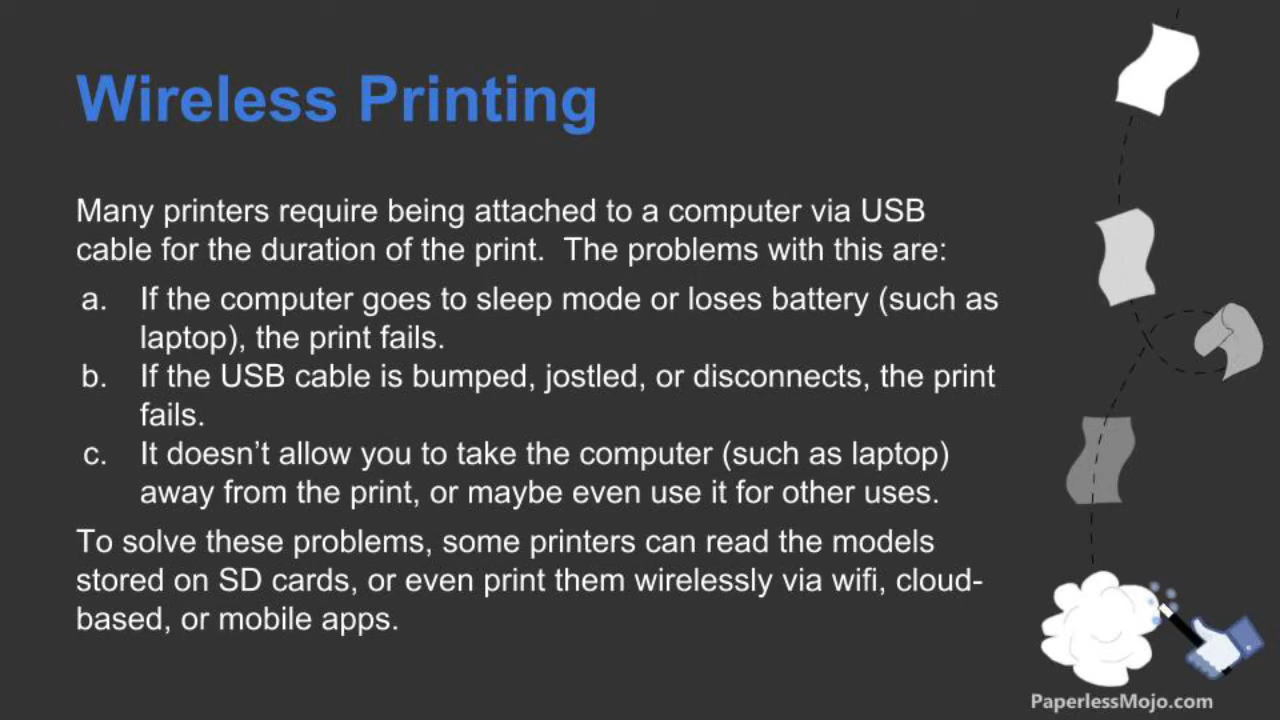 Wireless Printing
Many printers require being attached to a computer via USB
cable for the duration of the print.  The problems with this are:
a. If the computer goes to sleep mode or loses battery (such as
laptop), the print fails.
b. If the USB cable is bumped, jostled, or disconnects, the print
fails.
c. It doesn’t allow you to take the computer (such as laptop)
away from the print, or maybe even use it for other uses.
To solve these problems, some printers can read the models
stored on SD cards, or even print them wirelessly via wifi, cloud-
based, or mobile apps.
PaperlessMojo.com